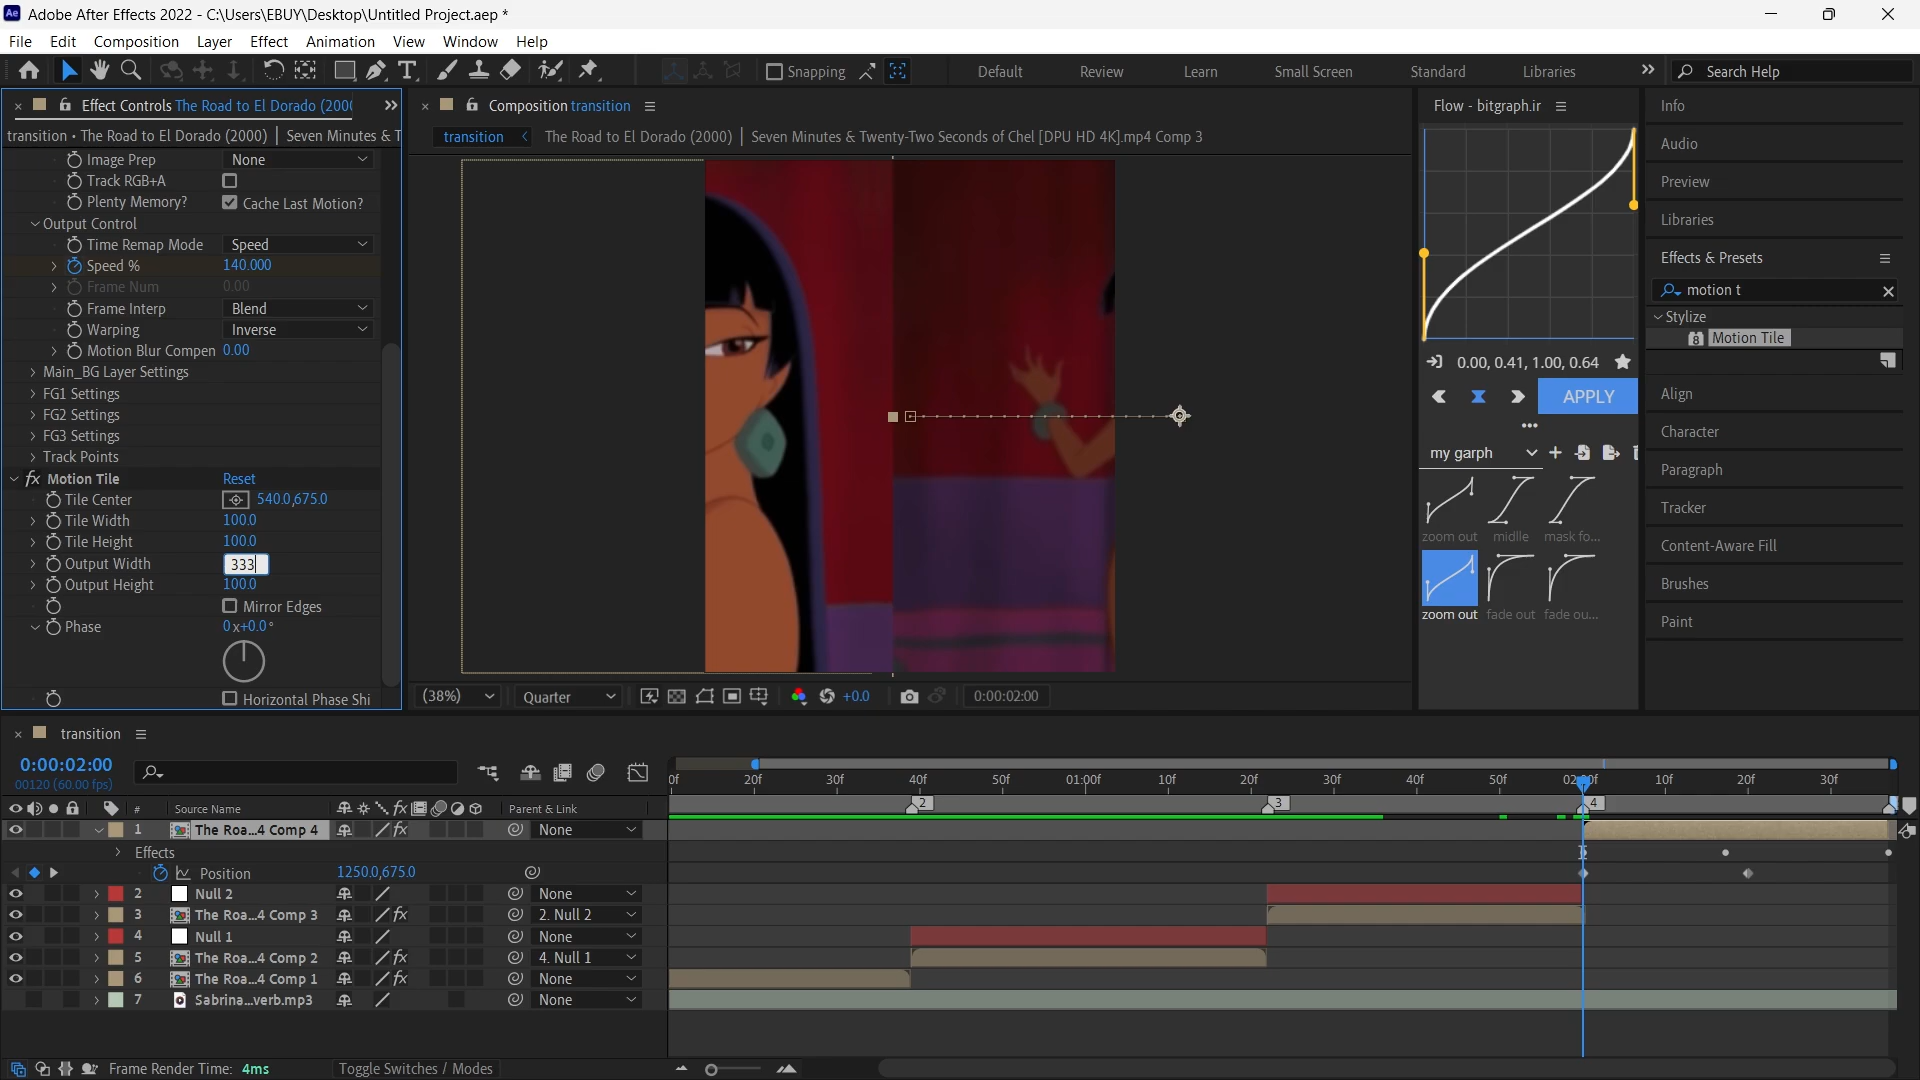 Adobe After Effects 2022 - C:\Users\EBUY\Desktop\Untitled Project.aep *
File Edit Composition Layer Effect Animation View Window Help
Snapping Default Review Learn Small Screen Standard Libraries Search Help
Effect Controls The Road to El Dorado (200
transition • The Road to El Dorado (2000) | Seven Minutes & T
Image Prep None
Track RGB+A
Plenty Memory? Cache Last Motion?
Output Control
Time Remap Mode Speed
Speed % 140.000
Frame Num 0.00
Frame Interp Blend
Warping Inverse
Motion Blur Compen 0.00
Main_BG Layer Settings
FG1 Settings
FG2 Settings
FG3 Settings
Track Points
fx Motion Tile Reset
Tile Center 540.0,675.0
Tile Width 100.0
Tile Height 100.0
Output Width 333
Output Height 100.0
Mirror Edges
Phase 0x+0.0°
Horizontal Phase Shi
Composition transition
transition The Road to El Dorado (2000) | Seven Minutes & Twenty-Two Seconds of Chel [DPU HD 4K].mp4 Comp 3
(38%) Quarter +0.0 0:00:02:00
Flow - bitgraph.ir
0.00, 0.41, 1.00, 0.64
APPLY
my garph
zoom out midlle mask fo...
zoom out fade out fade ou...
Info
Audio
Preview
Libraries
Effects & Presets
motion t
Stylize
Motion Tile
Align
Character
Paragraph
Tracker
Content-Aware Fill
Brushes
Paint
transition
0:00:02:00
00120 (60.00 fps)
0f 20f 30f 40f 50f 01:00f 10f 20f 30f 40f 50f 02:00f 10f 20f 30f
# Source Name Parent & Link
2 3 4
1 The Roa...4 Comp 4 None
Effects
Position 1250.0,675.0
2 Null 2 None
3 The Roa...4 Comp 3 2. Null 2
4 Null 1 None
5 The Roa...4 Comp 2 4. Null 1
6 The Roa...4 Comp 1 None
7 Sabrina...verb.mp3 None
Frame Render Time: 4ms Toggle Switches / Modes